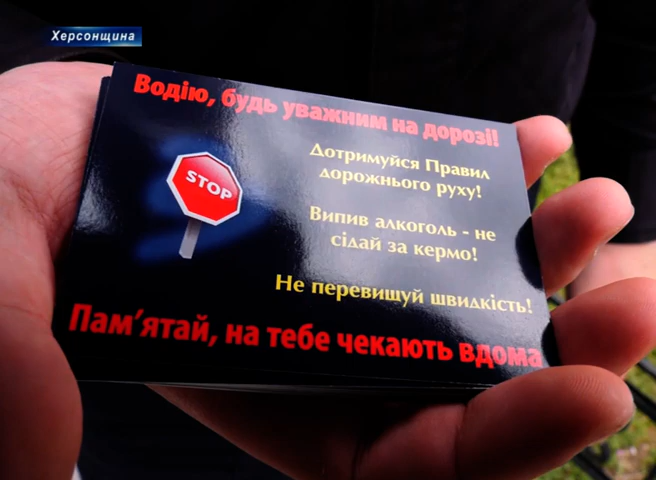 Херсонщина
Водію, будь уважним на дорозі!
STOP
Дотримуйся Правил
дорожнього руху!
Випив алкоголь - не
сідай за кермо!
Не перевищуй швидкість!
Пам'ятай, на тебе чекають вдома